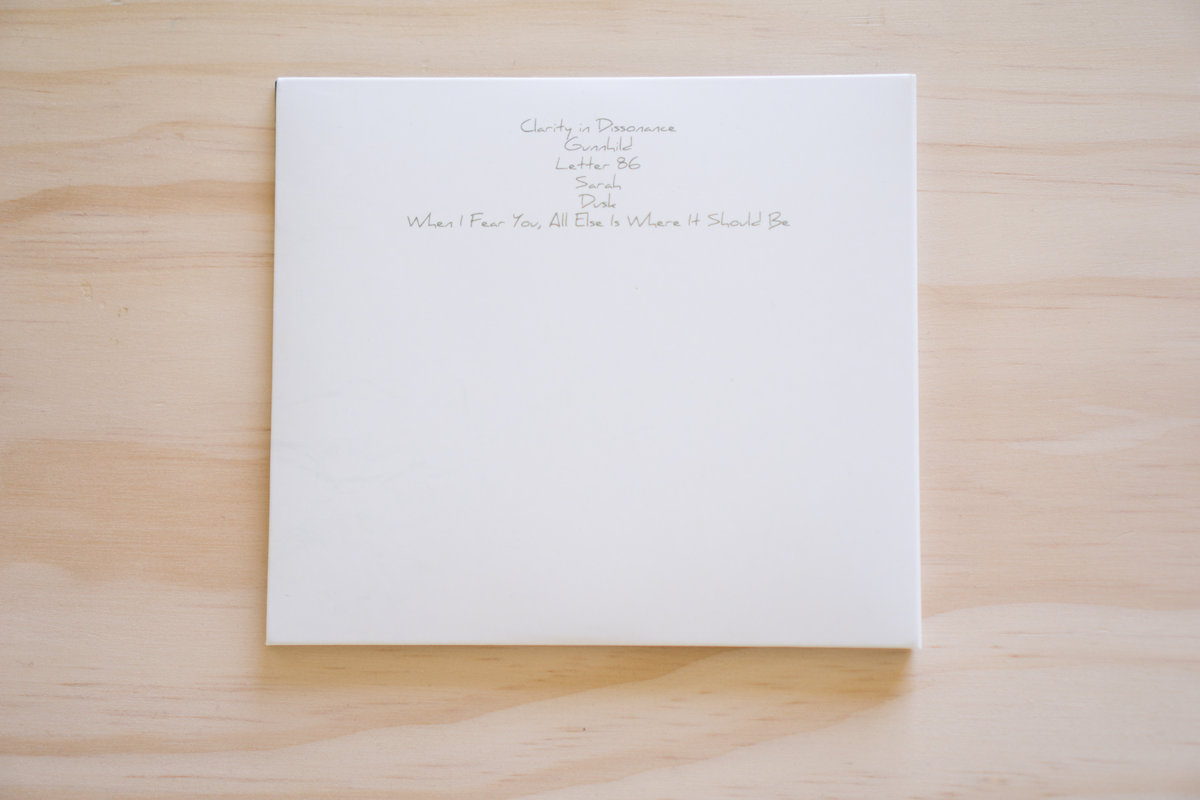 Clarity in Dissonance
Gunnhild
Letter 86
Sarah
Dusk
When I Fear You, All Else Is Where It Should Be